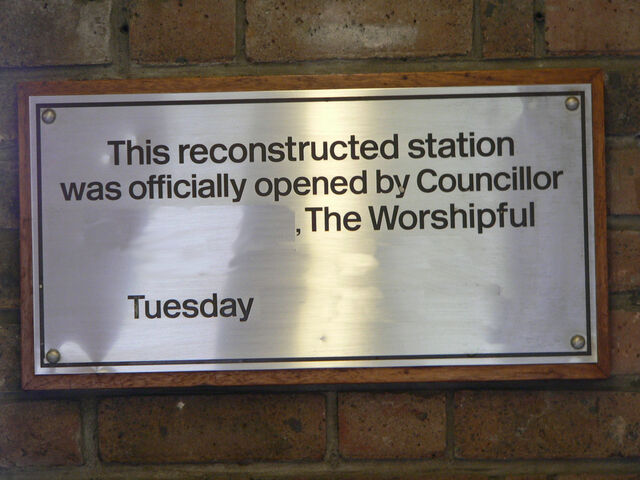 This reconstructed station
was officially opened by Councillor
, The Worshipful
Tuesday